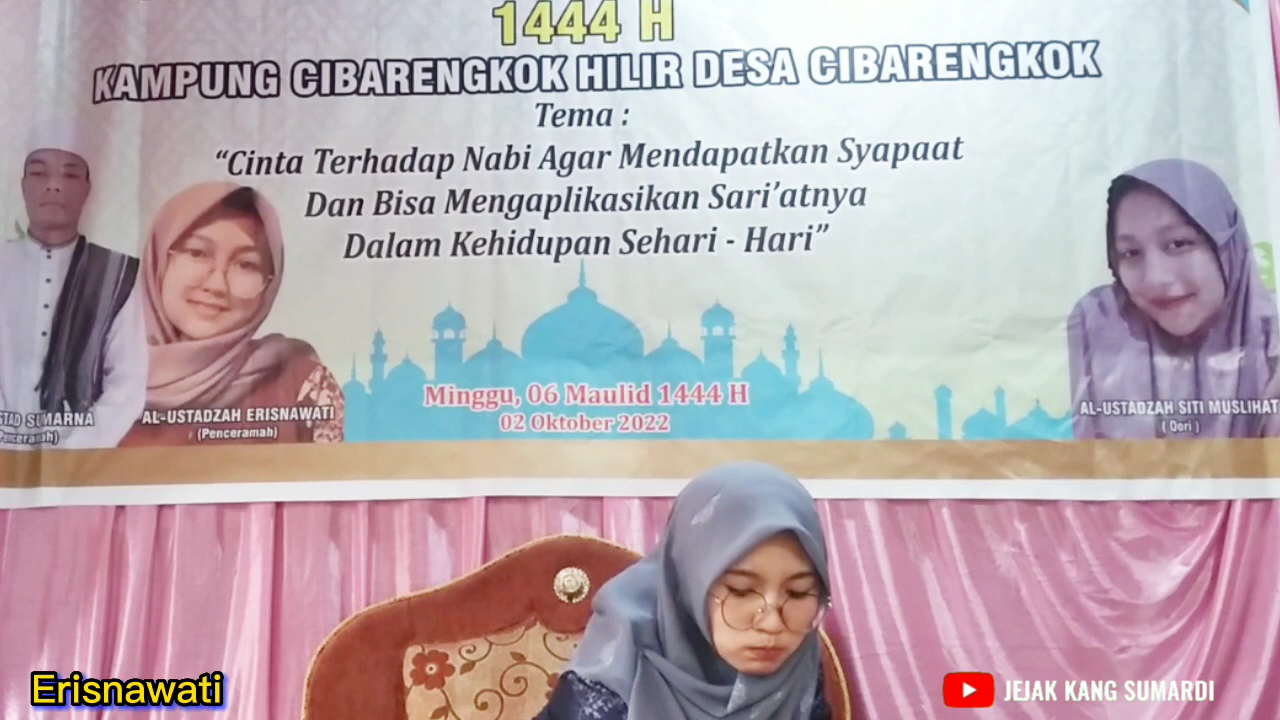 1444 H
KAMPUNG CIBARENGKOK HILIR DESA CIBARENGKOK
Tema :
“Cinta Terhadap Nabi Agar Mendapatkan Syapaat
Dan Bisa Mengaplikasikan Sari’atnya
Dalam Kehidupan Sehari - Hari”
Minggu, 06 Maulid 1444 H
02 Oktober 2022
SUMARNA
AL-USTADZAH ERISNAWATI
(Penceramah)
AL-USTADZAH SITI MUSLIHAT
( Qori )
Erisnawati
JEJAK KANG SUMARDI